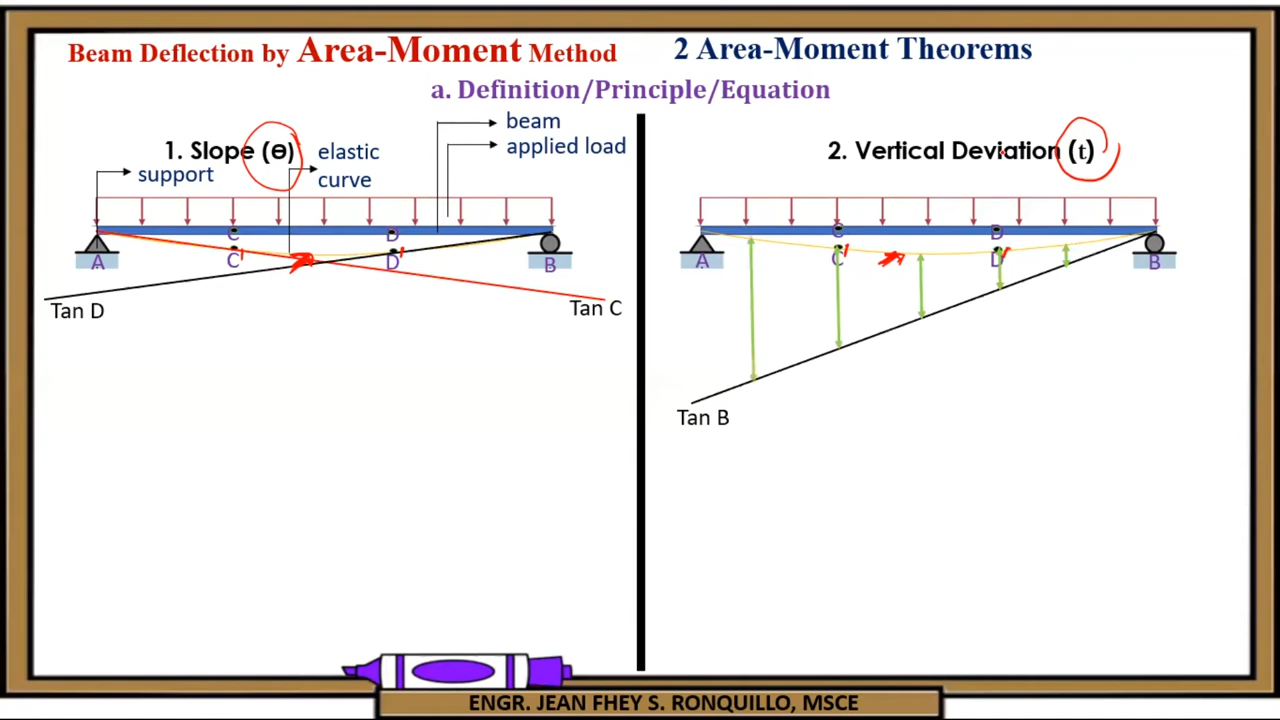 Beam Deflection by Area-Moment Method
2 Area-Moment Theorems
a. Definition/Principle/Equation
1. Slope (ɵ)
support
elastic
curve
beam
applied load
C
D
A
C'
D'
B
Tan D
Tan C
2. Vertical Deviation (t)
C
D
A
C'
D'
B
Tan B
ENGR. JEAN FHEY S. RONQUILLO, MSCE